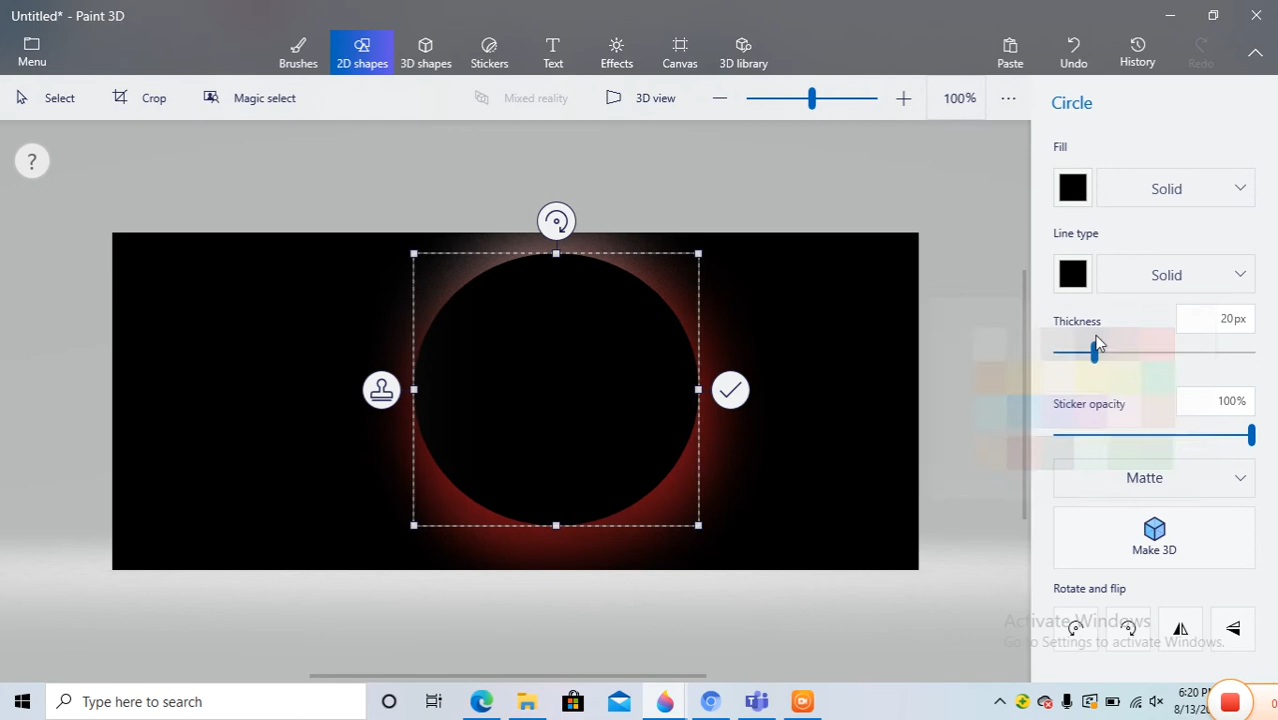 Untitled* - Paint 3D
Menu
Brushes
2D shapes
3D shapes
Stickers
Text
Effects
Canvas
3D library
Paste
Undo
History
Redo
Select
Crop
Magic select
Mixed reality
3D view
100%
Circle
Fill
Solid
Line type
Solid
Thickness
20px
Sticker opacity
100%
Matte
Make 3D
Rotate and flip
Activate Windows
Go to Settings to activate Windows.
Type here to search
6:20 PM